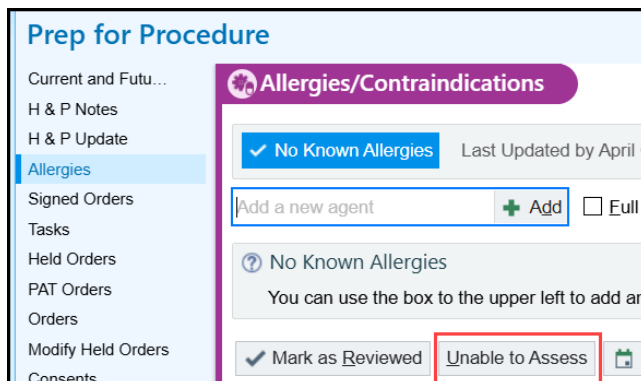 Prep for Procedure
Current and Futu...
H & P Notes
H & P Update
Allergies
Signed Orders
Tasks
Held Orders
PAT Orders
Orders
Modify Held Orders
Consents
Allergies/Contraindications
No Known Allergies Last Updated by April
Add a new agent Add Full
No Known Allergies
You can use the box to the upper left to add
Mark as Reviewed Unable to Assess